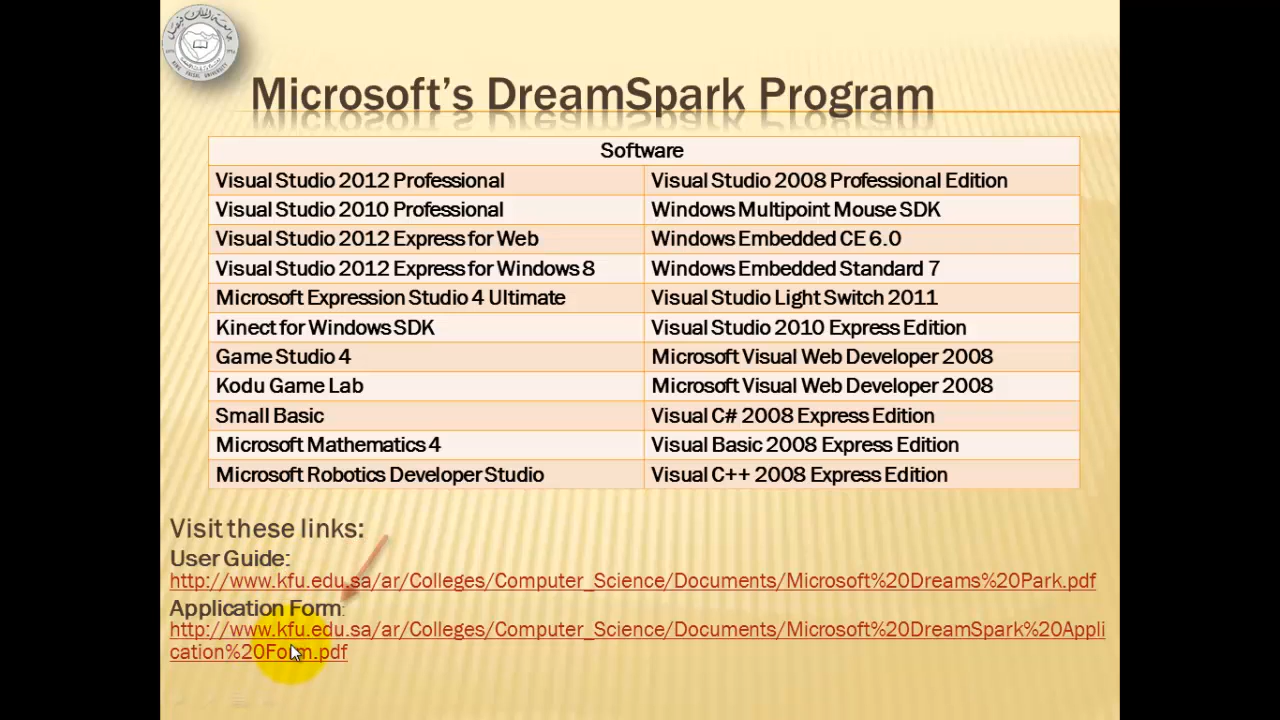 Microsoft's DreamSpark Program
Software
Visual Studio 2012 Professional Visual Studio 2008 Professional Edition
Visual Studio 2010 Professional Windows Multipoint Mouse SDK
Visual Studio 2012 Express for Web Windows Embedded CE 6.0
Visual Studio 2012 Express for Windows 8 Windows Embedded Standard 7
Microsoft Expression Studio 4 Ultimate Visual Studio Light Switch 2011
Kinect for Windows SDK Visual Studio 2010 Express Edition
Game Studio 4 Microsoft Visual Web Developer 2008
Kodu Game Lab Microsoft Visual Web Developer 2008
Small Basic Visual C# 2008 Express Edition
Microsoft Mathematics 4 Visual Basic 2008 Express Edition
Microsoft Robotics Developer Studio Visual C++ 2008 Express Edition
Visit these links:
User Guide:
http://www.kfu.edu.sa/ar/Colleges/Computer_Science/Documents/Microsoft%20Dreams%20Park.pdf
Application Form:
http://www.kfu.edu.sa/ar/Colleges/Computer_Science/Documents/Microsoft%20DreamSpark%20Appli
cation%20Form.pdf